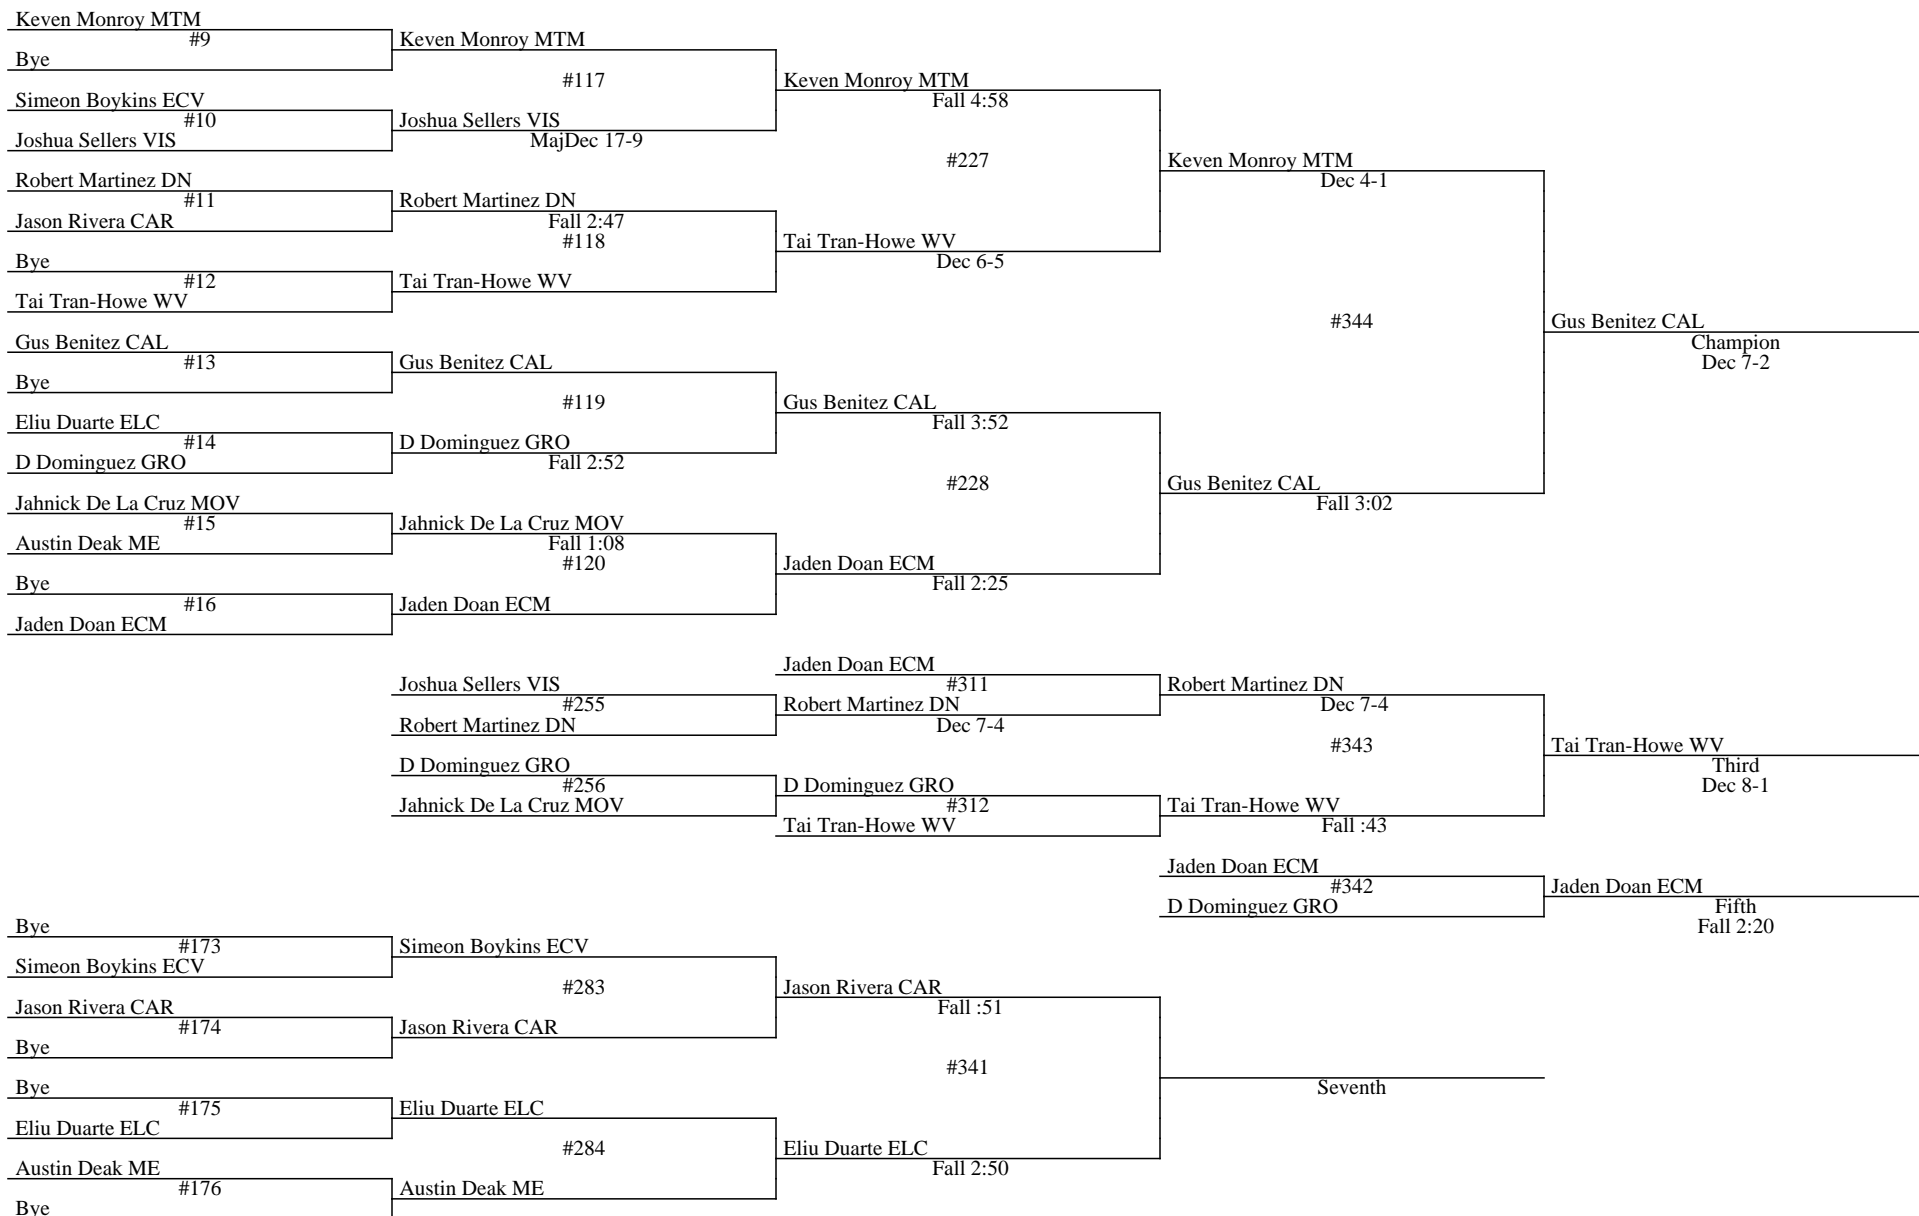 Keven Monroy MTM
#9
Bye
Keven Monroy MTM
#117
Simeon Boykins ECV
#10
Joshua Sellers VIS
Joshua Sellers VIS
MajDec 17-9
Keven Monroy MTM
Fall 4:58
#227
Robert Martinez DN
#11
Jason Rivera CAR
Robert Martinez DN
Fall 2:47
#118
Bye
#12
Tai Tran-Howe WV
Tai Tran-Howe WV
Tai Tran-Howe WV
Dec 6-5
Keven Monroy MTM
Dec 4-1
#344
Gus Benitez CAL
Champion
Dec 7-2
Gus Benitez CAL
#13
Bye
Gus Benitez CAL
#119
Eliu Duarte ELC
#14
D Dominguez GRO
D Dominguez GRO
Fall 2:52
Gus Benitez CAL
Fall 3:52
#228
Jahnick De La Cruz MOV
#15
Austin Deak ME
Jahnick De La Cruz MOV
Fall 1:08
#120
Bye
#16
Jaden Doan ECM
Jaden Doan ECM
Jaden Doan ECM
Fall 2:25
Gus Benitez CAL
Fall 3:02
Joshua Sellers VIS
#255
Robert Martinez DN
Jaden Doan ECM
#311
Robert Martinez DN
Dec 7-4
Robert Martinez DN
Dec 7-4
#343
D Dominguez GRO
#256
Jahnick De La Cruz MOV
D Dominguez GRO
#312
Tai Tran-Howe WV
Tai Tran-Howe WV
Fall :43
Tai Tran-Howe WV
Third
Dec 8-1
Jaden Doan ECM
#342
D Dominguez GRO
Jaden Doan ECM
Fifth
Fall 2:20
Bye
#173
Simeon Boykins ECV
Simeon Boykins ECV
#283
Jason Rivera CAR
#174
Bye
Jason Rivera CAR
Jason Rivera CAR
Fall :51
#341
Seventh
Bye
#175
Eliu Duarte ELC
Eliu Duarte ELC
#284
Austin Deak ME
#176
Bye
Austin Deak ME
Eliu Duarte ELC
Fall 2:50